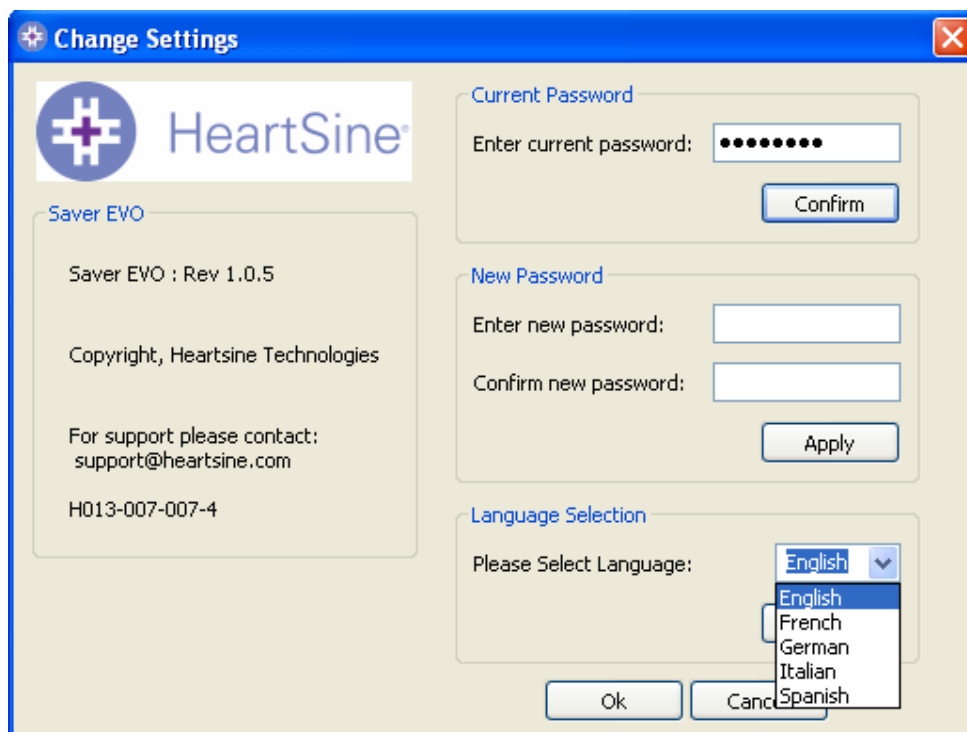 Change Settings
HeartSine®
Saver EVO
Saver EVO : Rev 1.0.5
Copyright, Heartsine Technologies
For support please contact:
support@heartsine.com
H013-007-007-4
Current Password
Enter current password: ●●●●●●●●
Confirm
New Password
Enter new password:
Confirm new password:
Apply
Language Selection
Please Select Language: English
English
French
German
Italian
Spanish
Ok